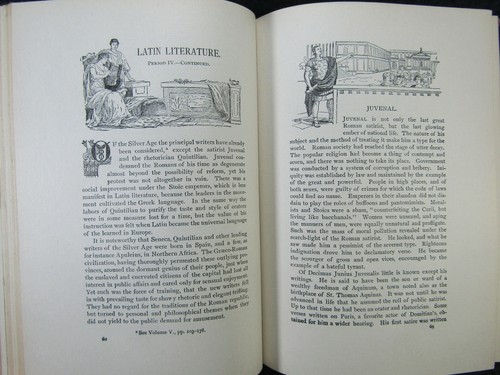 LATIN LITERATURE.
PERIOD IV.—CONTINUED.
OF the Silver Age the principal writers have already
been considered,* except the satirist Juvenal
and the rhetorician Quintilian. Juvenal con-
demned the Romans of his time as degenerate
almost beyond the possibility of reform, yet his
protest was not altogether in vain. There was a
social improvement under the Stoic emperors, which is less
manifest in Latin literature, because the leaders in the move-
ment cultivated the Greek language. In the same way the
labors of Quintilian to purify the taste and style of Rome
were in some measure lost for a time, but the value of his
instruction was felt when Latin became the universal language
of the learned.
It is noteworthy that Seneca, Quintilian and other leading
writers of the Silver Age were born in Spain, and a few, as
for instance Apuleius, in Northern Africa. The Græco-Roman
civilization, having thoroughly permeated their outlying pro-
vinces, aroused the dormant genius of their people, just when
the enslaved and enervated citizens of the capital had lost all
interest in public affairs and cared only for sensual enjoyment.
Yet such was the force of training, that the new writers fell
in with prevailing taste for showy rhetoric and elegant trifling.
They had no regard for the traditions of the Roman republic,
but turned to personal and philosophical themes when they
did not yield to the public demand for amusement.
*See Volume V., pp. 109-136.
JUVENAL.
JUVENAL is not only the last great
Roman satirist, but the last glowing
ember of national life. The nature of his
subject and the method of treating it make him a type for the
world. Roman society had reached the stage of utter decay.
The popular religion had become a thing of contempt and
scorn, and there was nothing to take its place. Government
was conducted by a system of corruption and bribery. Iniq-
uity was established by law and maintained by the example
of the great and powerful. People in high places, and of
both sexes, were guilty of crimes for which the code of laws
could find no name. Even an air of fashion did not dis-
dain to play the roles of buffoons and pantomimists. Moral-
ists and Stoics were a sham, "counterfeiting the Curii, but
living like bacchanals." Women were unsexed, and aping
of the manners of men, were equally unnatural and profligate.
Such was the mass of moral pollution revealed under the
search-light of the Roman satirist. He looked, and what he
saw made him a pessimist of the severest type. Righteous
indignation drove him to declamatory verse. He became
the scourger of gross and open vices, encouraged by the
example of a hateful tyrant.
Of Decimus Junius Juvenalis little is known except his
writings. He is said to have been the son or ward of a
wealthy freedman of Aquinum, a town noted also as the
birthplace of St. Thomas Aquinas. It was not until he was
advanced in life that he assumed the roll of public satirist.
Up to that time he had been an orator and rhetorician. Some
verses written on Paris, a favorite actor of Domitian's, ob-
tained for him a wider hearing. His first satire was written